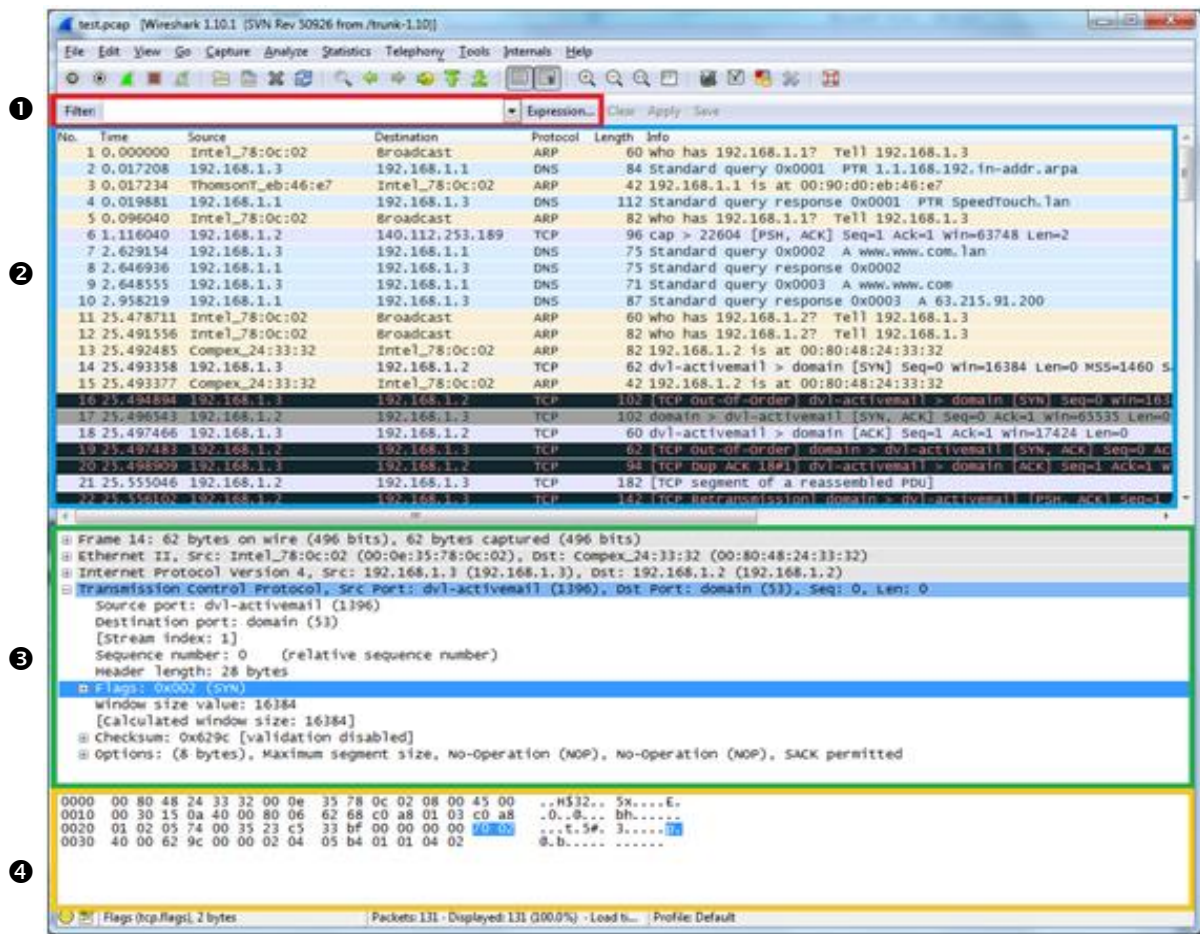 test.pcap [Wireshark 1.10.1 (SVN Rev 50926 from /trunk-1.10)]
File Edit View Go Capture Analyze Statistics Telephony Tools Internals Help
❶
Filter: Expression... Clear Apply Save
No. Time Source Destination Protocol Length Info
1 0.000000 Intel_78:0c:02 Broadcast ARP 60 Who has 192.168.1.1? Tell 192.168.1.3
2 0.017208 192.168.1.3 192.168.1.1 DNS 84 Standard query 0x0001 PTR 1.1.168.192.in-addr.arpa
3 0.017234 ThomsonT_eb:46:e7 Intel_78:0c:02 ARP 42 192.168.1.1 is at 00:90:d0:eb:46:e7
4 0.019881 192.168.1.1 192.168.1.3 DNS 112 Standard query response 0x0001 PTR SpeedTouch.lan
5 0.096040 Intel_78:0c:02 Broadcast ARP 82 Who has 192.168.1.1? Tell 192.168.1.3
6 1.116040 192.168.1.2 140.112.253.189 TCP 96 cap > 22604 [PSH, ACK] Seq=1 Ack=1 Win=63748 Len=2
7 2.629154 192.168.1.3 192.168.1.1 DNS 75 Standard query 0x0002 A www.www.com.lan
❷
8 2.646936 192.168.1.1 192.168.1.3 DNS 75 Standard query response 0x0002
9 2.648555 192.168.1.3 192.168.1.1 DNS 71 Standard query 0x0003 A www.www.com
10 2.958219 192.168.1.1 192.168.1.3 DNS 87 Standard query response 0x0003 A 63.215.91.200
11 25.478711 Intel_78:0c:02 Broadcast ARP 60 Who has 192.168.1.2? Tell 192.168.1.3
12 25.491556 Intel_78:0c:02 Broadcast ARP 82 Who has 192.168.1.2? Tell 192.168.1.3
13 25.492485 Compex_24:33:32 Intel_78:0c:02 ARP 82 192.168.1.2 is at 00:80:48:24:33:32
14 25.493358 192.168.1.3 192.168.1.2 TCP 62 dvl-activemail > domain [SYN] Seq=0 Win=16384 Len=0 MSS=1460 S
15 25.493377 Compex_24:33:32 Intel_78:0c:02 ARP 42 192.168.1.2 is at 00:80:48:24:33:32
16 25.494894 192.168.1.3 192.168.1.2 TCP 102 [TCP Out-Of-Order] dvl-activemail > domain [SYN] Seq=0 Win=163
17 25.496543 192.168.1.2 192.168.1.3 TCP 102 domain > dvl-activemail [SYN, ACK] Seq=0 Ack=1 Win=65535 Len=0
18 25.497466 192.168.1.3 192.168.1.2 TCP 60 dvl-activemail > domain [ACK] Seq=1 Ack=1 Win=17424 Len=0
19 25.497483 192.168.1.2 192.168.1.3 TCP 62 [TCP Out-Of-Order] domain > dvl-activemail [SYN, ACK] Seq=0 Ac
20 25.498909 192.168.1.3 192.168.1.2 TCP 94 [TCP Dup ACK 18#1] dvl-activemail > domain [ACK] Seq=1 Ack=1 W
21 25.555046 192.168.1.3 192.168.1.2 TCP 182 [TCP segment of a reassembled PDU]
22 25.556102 192.168.1.2 192.168.1.3 TCP 142 [TCP Retransmission] domain > dvl-activemail [PSH, ACK] Seq=1
Frame 14: 62 bytes on wire (496 bits), 62 bytes captured (496 bits)
Ethernet II, Src: Intel_78:0c:02 (00:0e:35:78:0c:02), Dst: Compex_24:33:32 (00:80:48:24:33:32)
Internet Protocol Version 4, Src: 192.168.1.3 (192.168.1.3), Dst: 192.168.1.2 (192.168.1.2)
Transmission Control Protocol, Src Port: dvl-activemail (1396), Dst Port: domain (53), Seq: 0, Len: 0
Source port: dvl-activemail (1396)
Destination port: domain (53)
[Stream index: 1]
❸
Sequence number: 0 (relative sequence number)
Header length: 28 bytes
Flags: 0x002 (SYN)
Window size value: 16384
[Calculated window size: 16384]
Checksum: 0x629c [validation disabled]
Options: (8 bytes), Maximum segment size, No-Operation (NOP), No-Operation (NOP), SACK permitted
0000 00 80 48 24 33 32 00 0e 35 78 0c 02 08 00 45 00 ..H$32.. 5x....E.
0010 00 30 15 0a 40 00 80 06 62 68 c0 a8 01 03 c0 a8 .0..@... bh......
0020 01 02 05 74 00 35 23 c5 33 bf 00 00 00 00 70 02 ...t.5#. 3.....p.
0030 40 00 62 9c 00 00 02 04 05 b4 01 01 04 02 @.b..... ......
❹
Flags (tcp.flags), 2 bytes Packets: 131 · Displayed: 131 (100.0%) · Load ti... Profile: Default